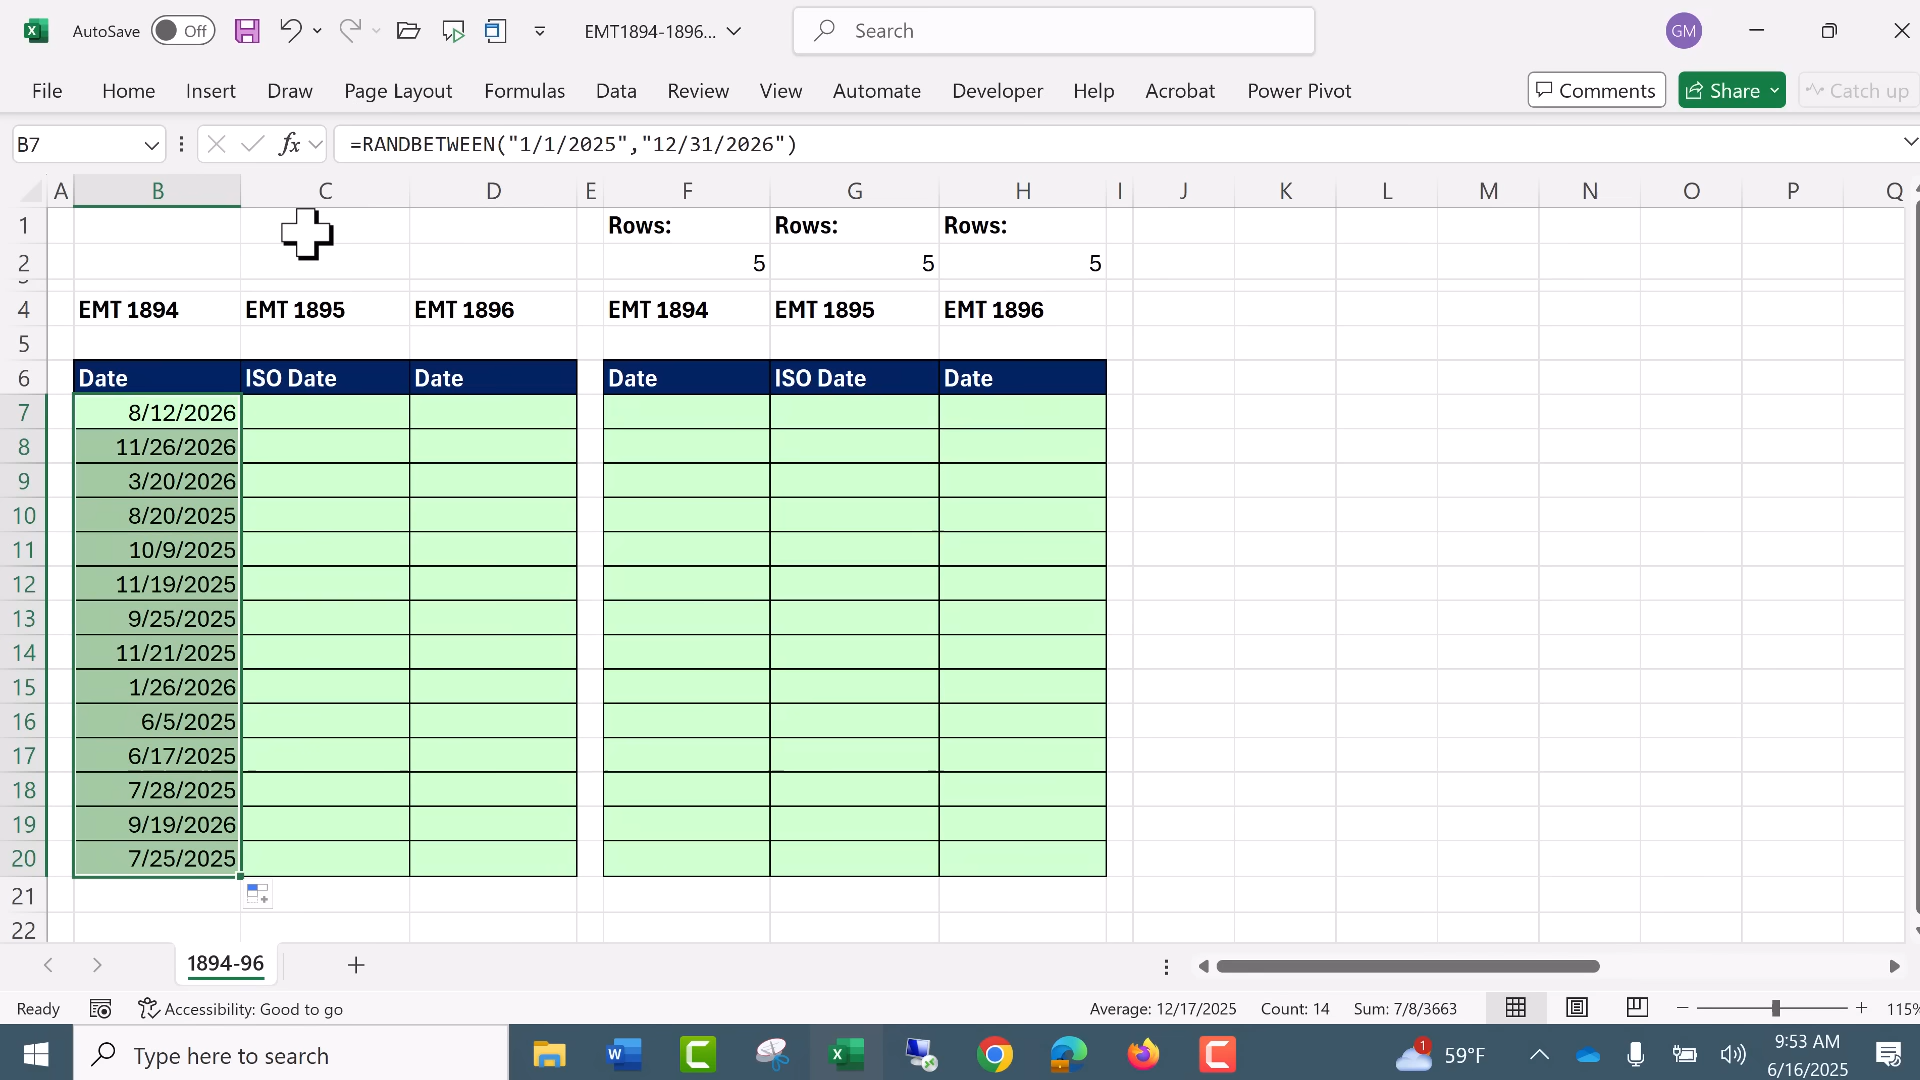 AutoSave Off EMT1894-1896... Search GM
File Home Insert Draw Page Layout Formulas Data Review View Automate Developer Help Acrobat Power Pivot Comments Share Catch up
B7 fx =RANDBETWEEN("1/1/2025","12/31/2026")
A B C D E F G H I J K L M N O P Q
1 Rows: Rows: Rows:
2 5 5 5
4 EMT 1894 EMT 1895 EMT 1896 EMT 1894 EMT 1895 EMT 1896
5
6 Date ISO Date Date Date ISO Date Date
7 8/12/2026
8 11/26/2026
9 3/20/2026
10 8/20/2025
11 10/9/2025
12 11/19/2025
13 9/25/2025
14 11/21/2025
15 1/26/2026
16 6/5/2025
17 6/17/2025
18 7/28/2025
19 9/19/2026
20 7/25/2025
21
22
1894-96
Ready Accessibility: Good to go Average: 12/17/2025 Count: 14 Sum: 7/8/3663 115%
Type here to search 1 59°F 9:53 AM
6/16/2025